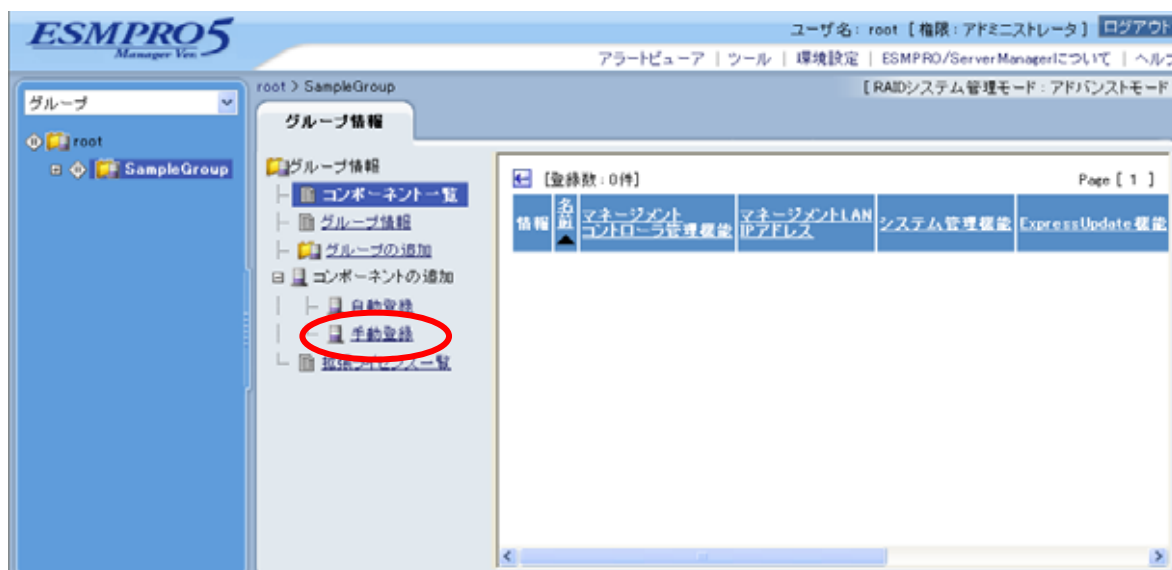 ESMPRO5
Manager Ver.
ユーザ名: root [権限:アドミニストレータ] ログアウト
アラートビューア | ツール | 環境設定 | ESMPRO/ServerManagerについて | ヘルプ
グループ
root > SampleGroup
[RAIDシステム管理モード:アドバンストモード
グループ情報
root
SampleGroup
グループ情報
コンポーネント一覧
グループ情報
グループの追加
コンポーネントの追加
自動登録
手動登録
拡張ライセンス一覧
[登録数:0件]
Page [ 1 ]
情報 名前▲ マネージメントコントローラ管理機能 マネージメントLAN IPアドレス システム管理機能 ExpressUpdate機能